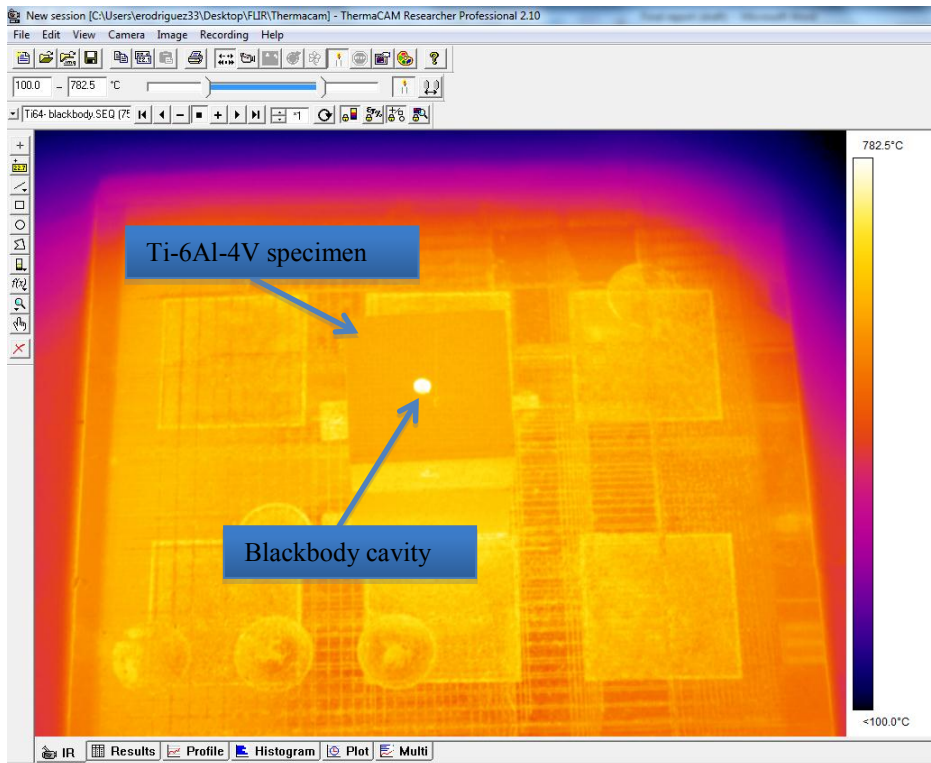 New session [C:\Users\erodriguez33\Desktop\FLIR\Thermacam] - ThermaCAM Researcher Professional 2.10
File Edit View Camera Image Recording Help
100.0 - 782.5 °C
Ti64- blackbody.SEQ (75
782.5°C
Ti-6Al-4V specimen
Blackbody cavity
<100.0°C
IR Results Profile Histogram Plot Multi